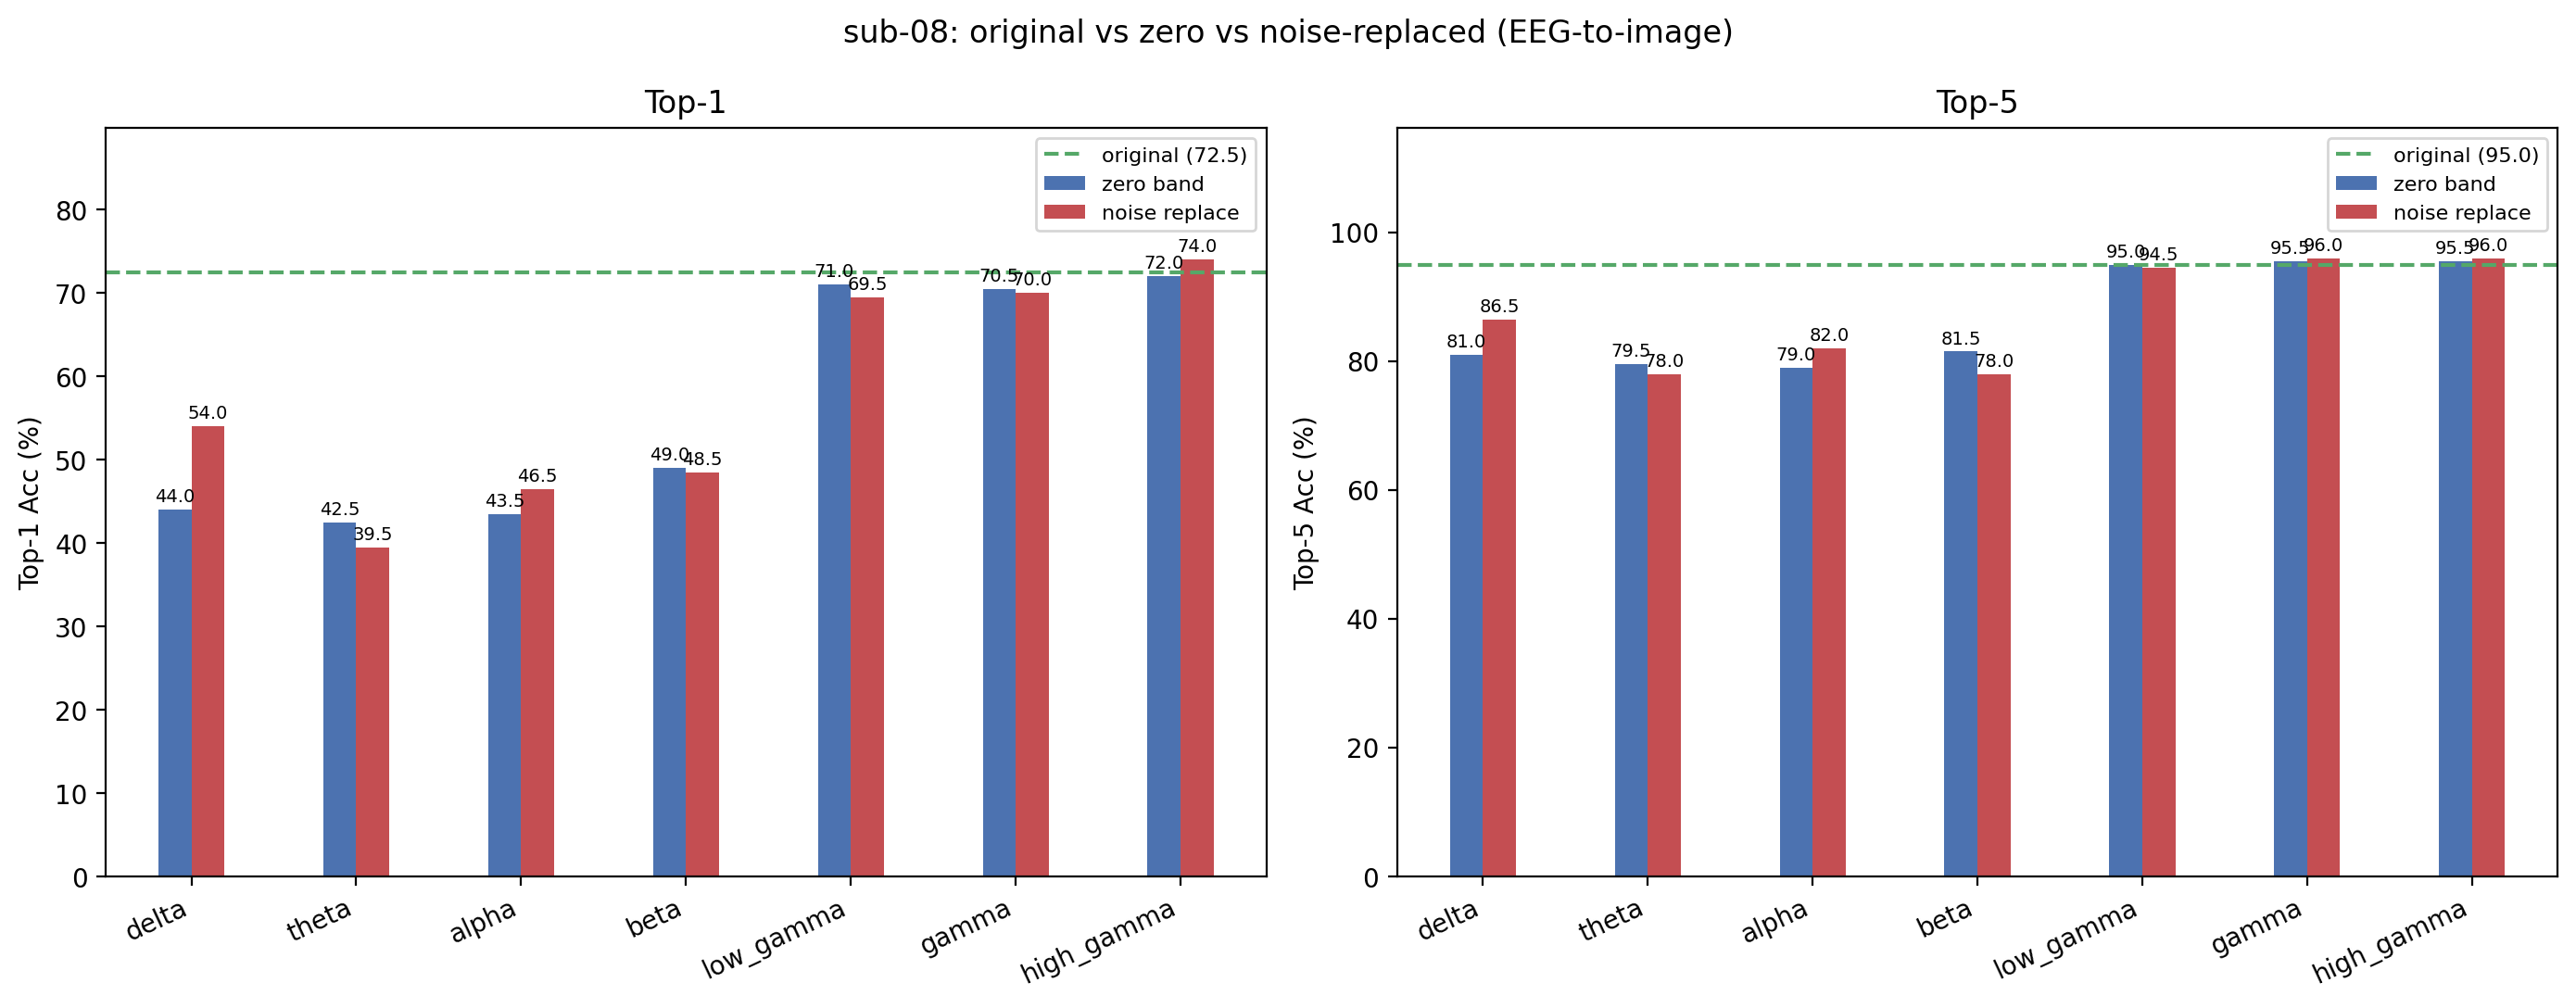 sub-08: original vs zero vs noise-replaced (EEG-to-image)
Top-1
original (72.5)
zero band
noise replace
Top-1 Acc (%)
80
70
60
50
40
30
20
10
0
44.0
54.0
42.5
39.5
43.5
46.5
49.0
48.5
71.0
69.5
70.5
70.0
72.0
74.0
delta
theta
alpha
beta
low_gamma
gamma
high_gamma
Top-5
original (95.0)
zero band
noise replace
Top-5 Acc (%)
100
80
60
40
20
0
81.0
86.5
79.5
78.0
79.0
82.0
81.5
78.0
95.0
94.5
95.5
96.0
95.5
96.0
delta
theta
alpha
beta
low_gamma
gamma
high_gamma